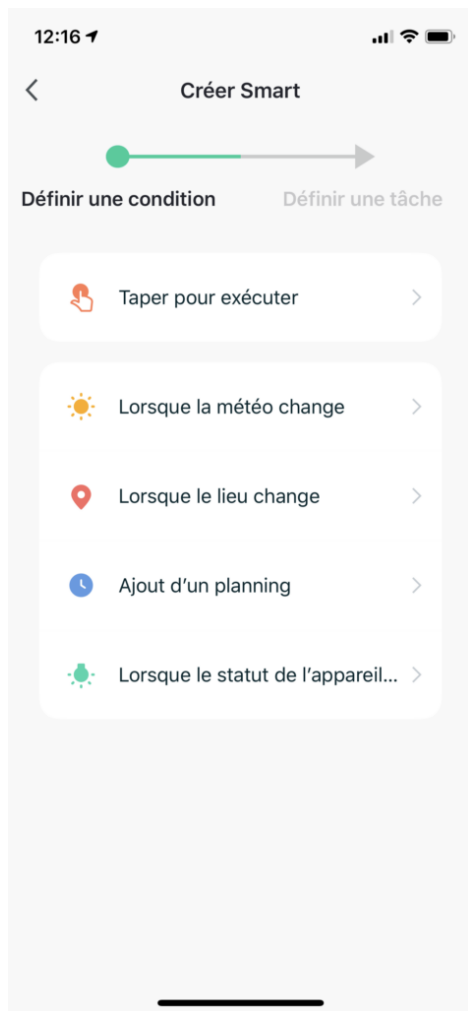 12:16
Créer Smart
Définir une condition
Définir une tâche
Taper pour exécuter
Lorsque la météo change
Lorsque le lieu change
Ajout d’un planning
Lorsque le statut de l’appareil...